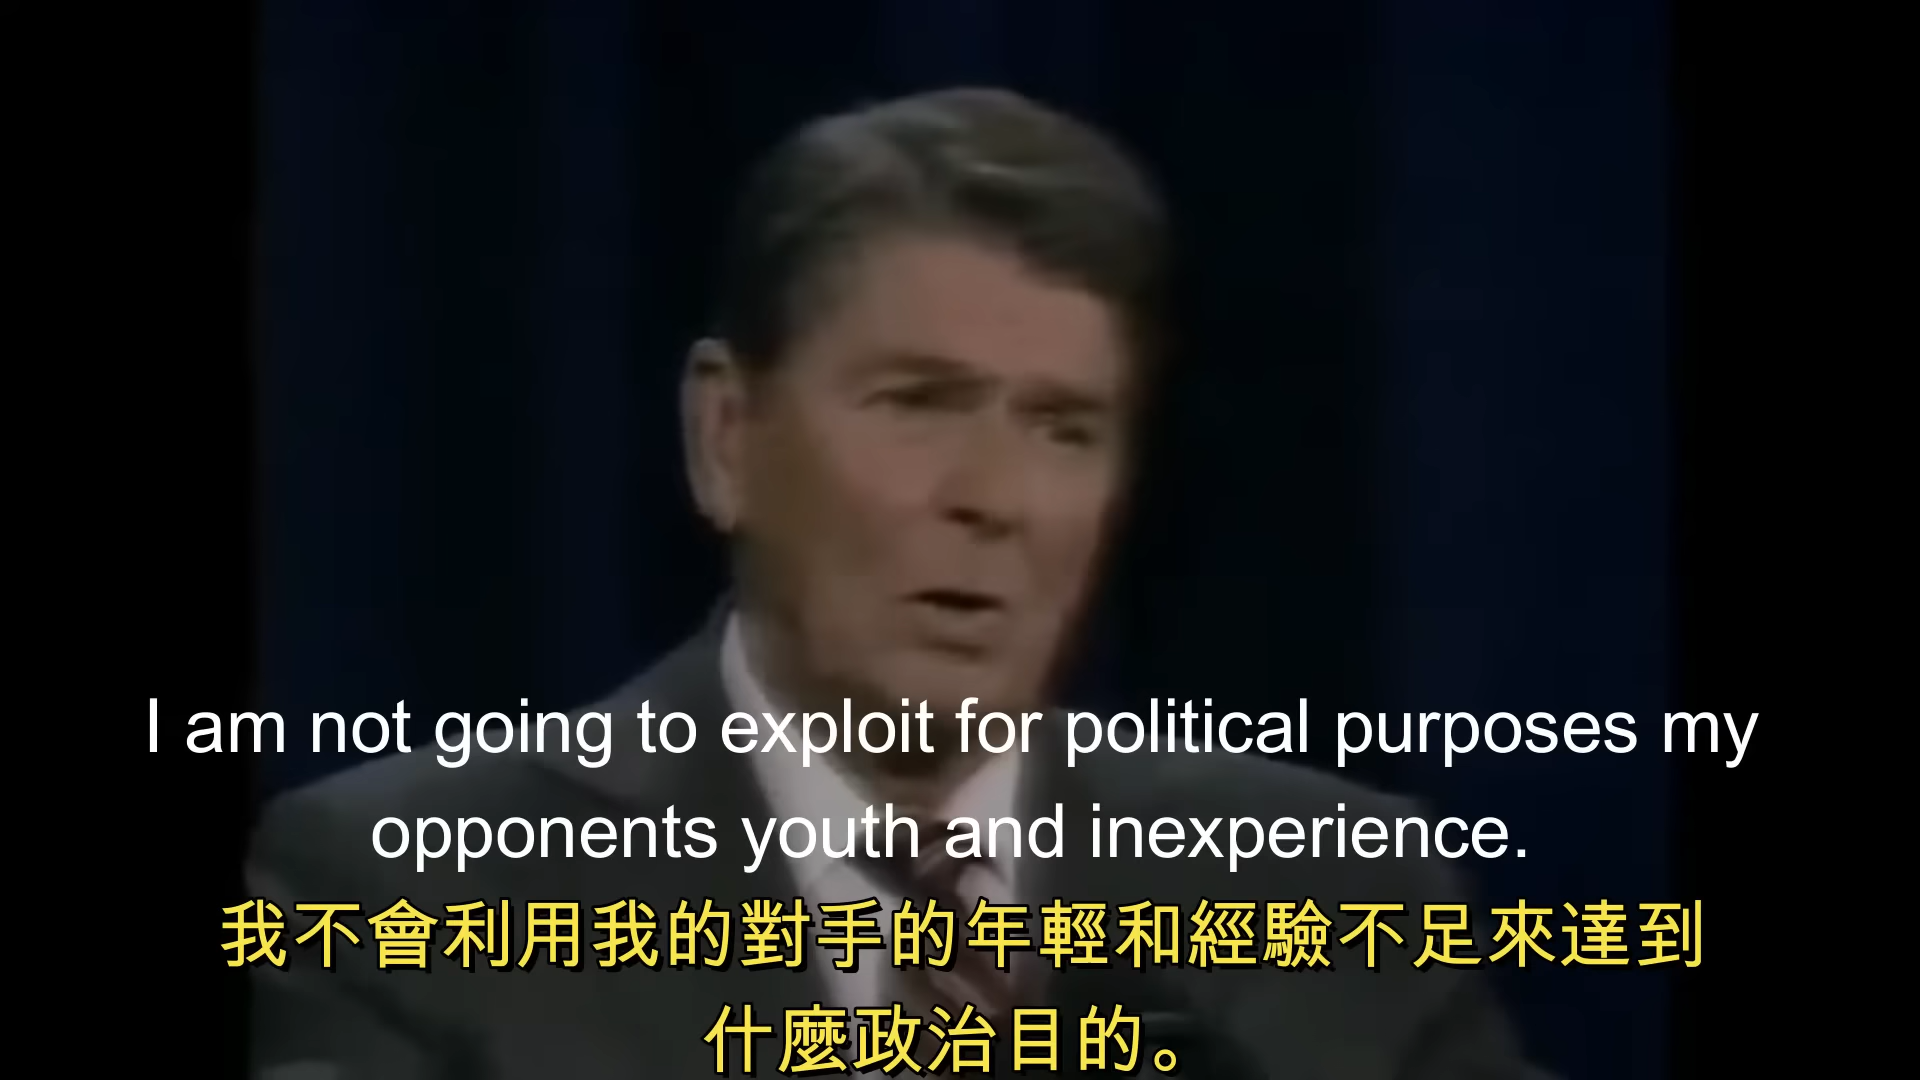 I am not going to exploit for political purposes my
opponents youth and inexperience.
我不會利用我的對手的年輕和經驗不足來達到
什麼政治目的。